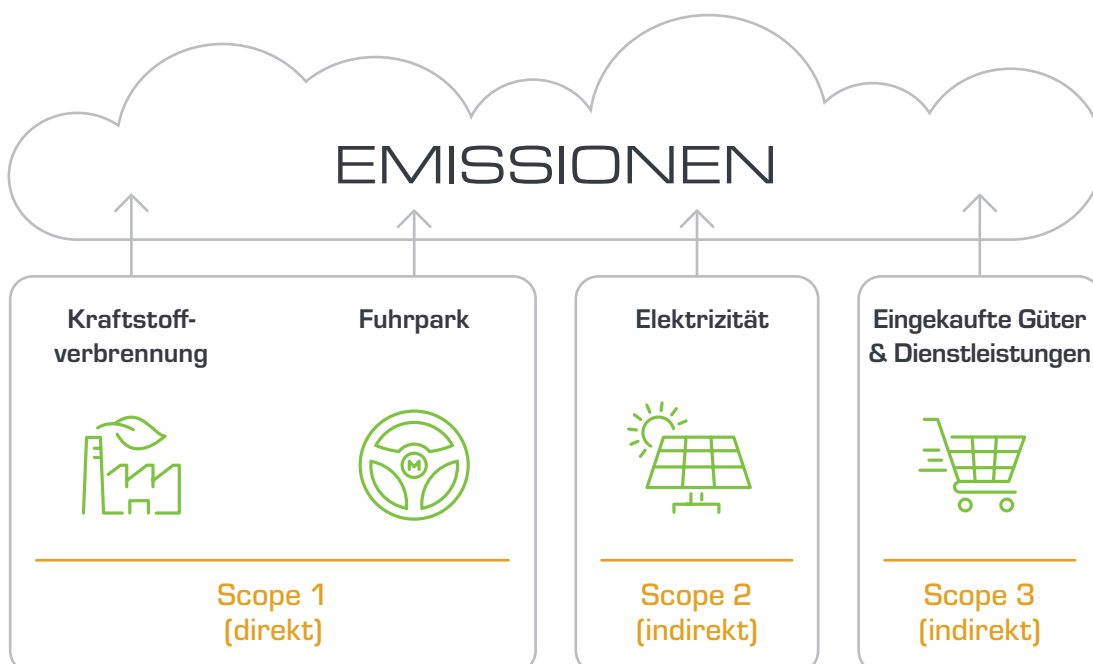 EMISSIONEN
Kraftstoff-
verbrennung
Fuhrpark
M
Elektrizität
Eingekaufte Güter
& Dienstleistungen
Scope 1
(direkt)
Scope 2
(indirekt)
Scope 3
(indirekt)